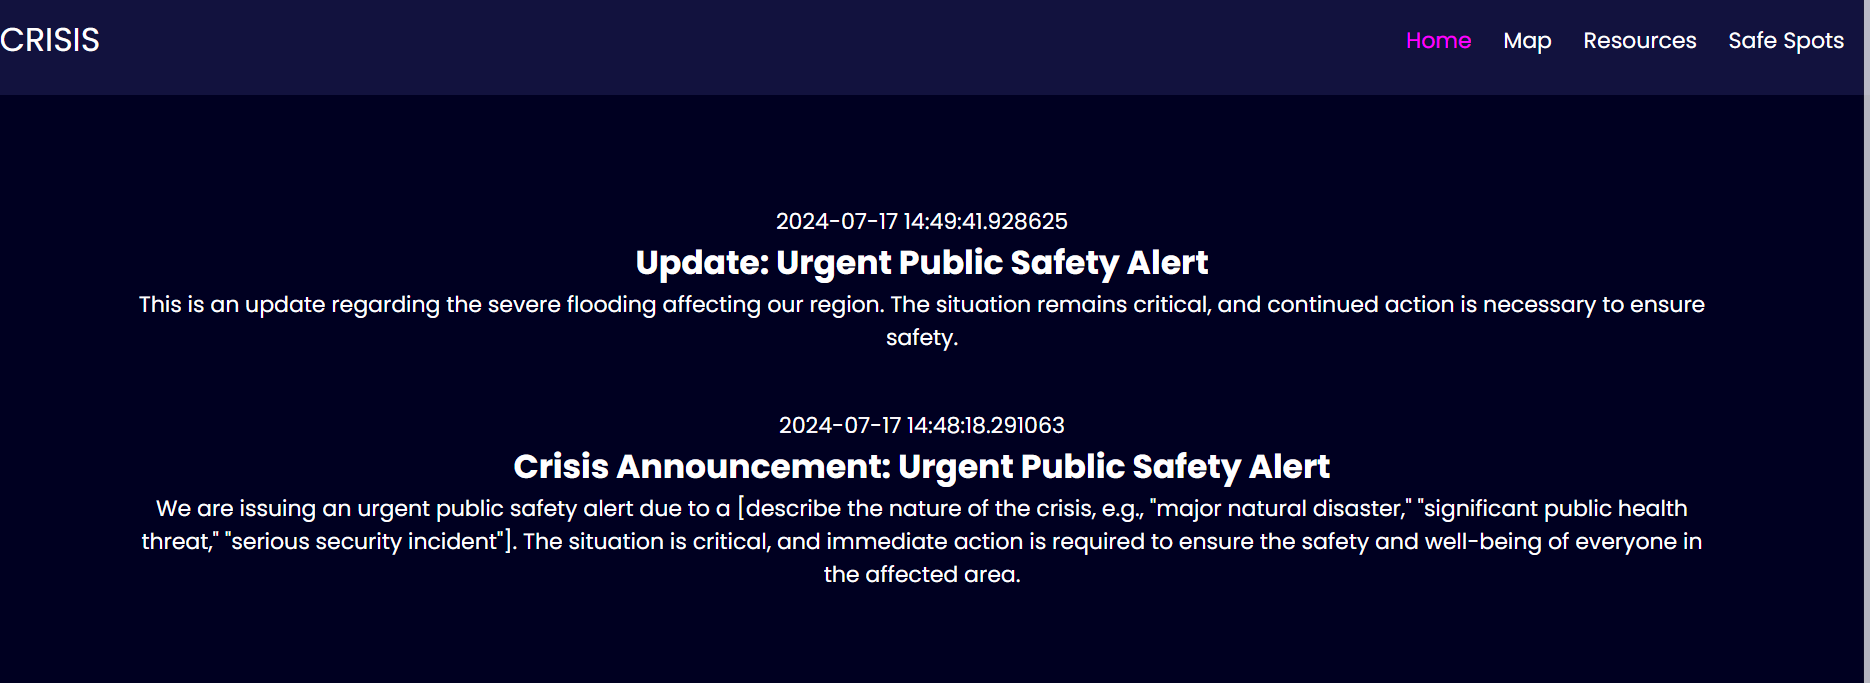 CRISIS
Home Map Resources Safe Spots
2024-07-17 14:49:41.928625
Update: Urgent Public Safety Alert
This is an update regarding the severe flooding affecting our region. The situation remains critical, and continued action is necessary to ensure
safety.
2024-07-17 14:48:18.291063
Crisis Announcement: Urgent Public Safety Alert
We are issuing an urgent public safety alert due to a [describe the nature of the crisis, e.g., "major natural disaster," "significant public health
threat," "serious security incident"]. The situation is critical, and immediate action is required to ensure the safety and well-being of everyone in
the affected area.